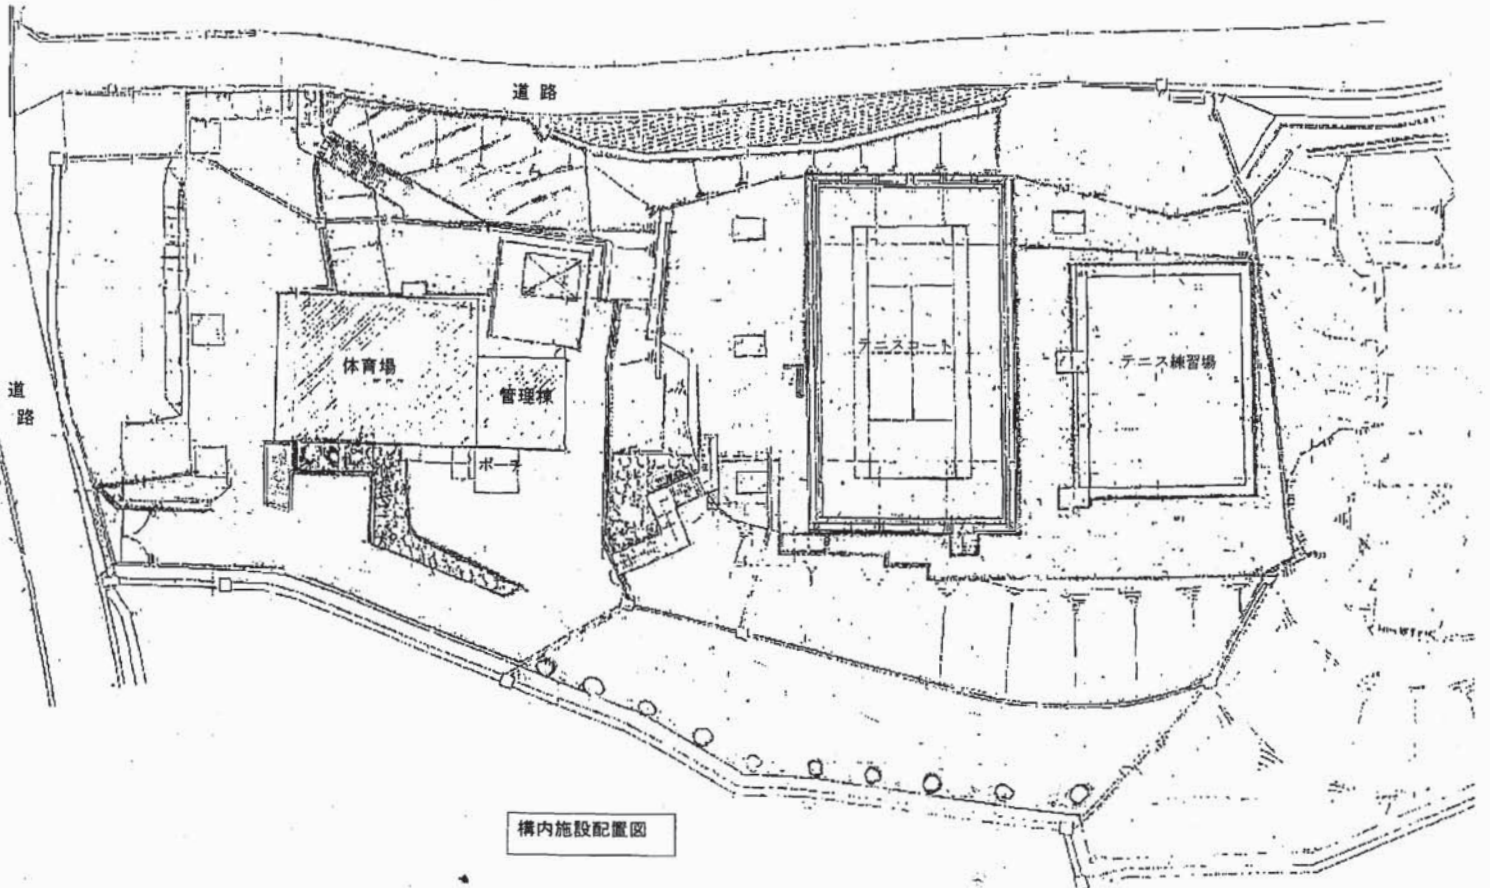 道路
道
路
体育場
管理棟
ポーチ
テニスコート
テニス練習場
構内施設配置図